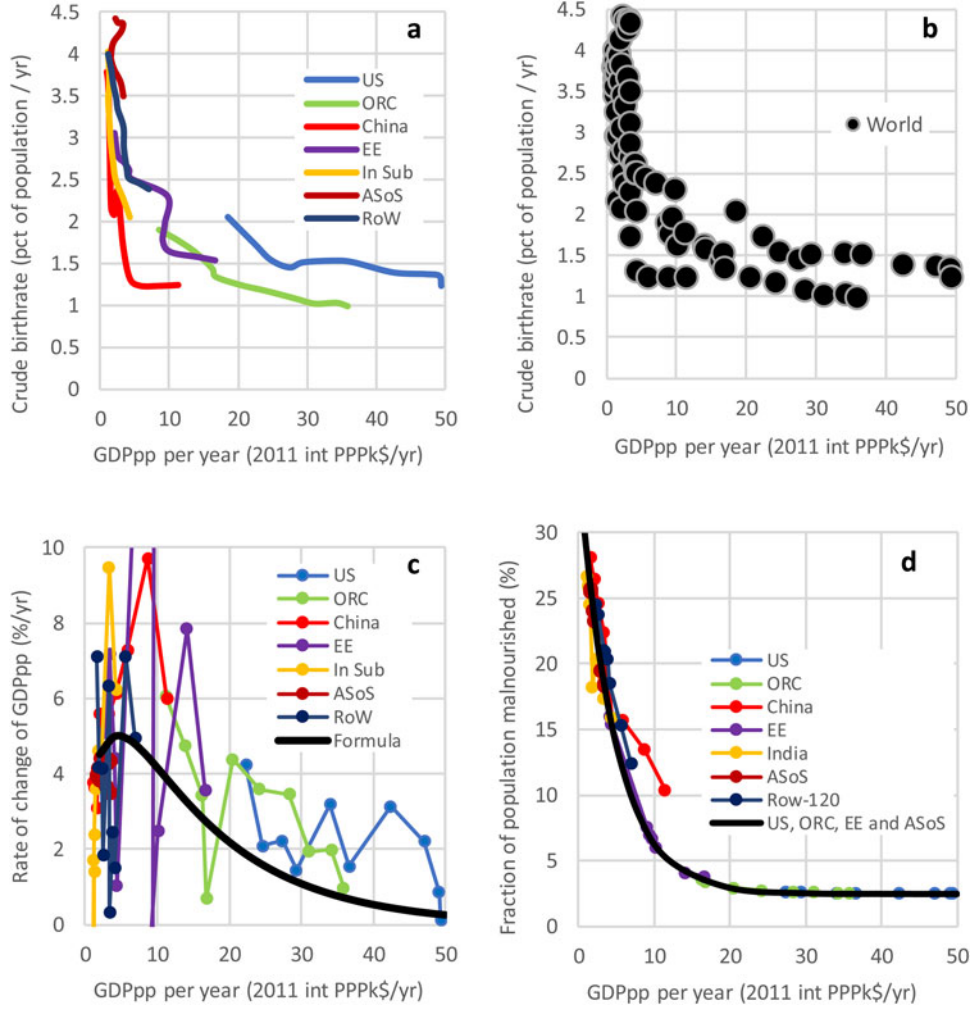 a
Crude birthrate (pct of population / yr)
4.5
4
3.5
3
2.5
2
1.5
1
0.5
0
US
ORC
China
EE
In Sub
ASoS
RoW
0 10 20 30 40 50
GDPpp per year (2011 int PPPk$/yr)
b
Crude birthrate (pct of population / yr)
4.5
4
3.5
3
2.5
2
1.5
1
0.5
0
World
0 10 20 30 40 50
GDPpp per year (2011 int PPPk$/yr)
c
Rate of change of GDPpp (%/yr)
10
8
6
4
2
0
US
ORC
China
EE
In Sub
ASoS
RoW
Formula
0 10 20 30 40 50
GDPpp per year (2011 int PPPk$/yr)
d
Fraction of population malnourished (%)
30
25
20
15
10
5
0
US
ORC
China
EE
India
ASoS
Row-120
US, ORC, EE and ASoS
0 10 20 30 40 50
GDPpp per year (2011 int PPPk$/yr)